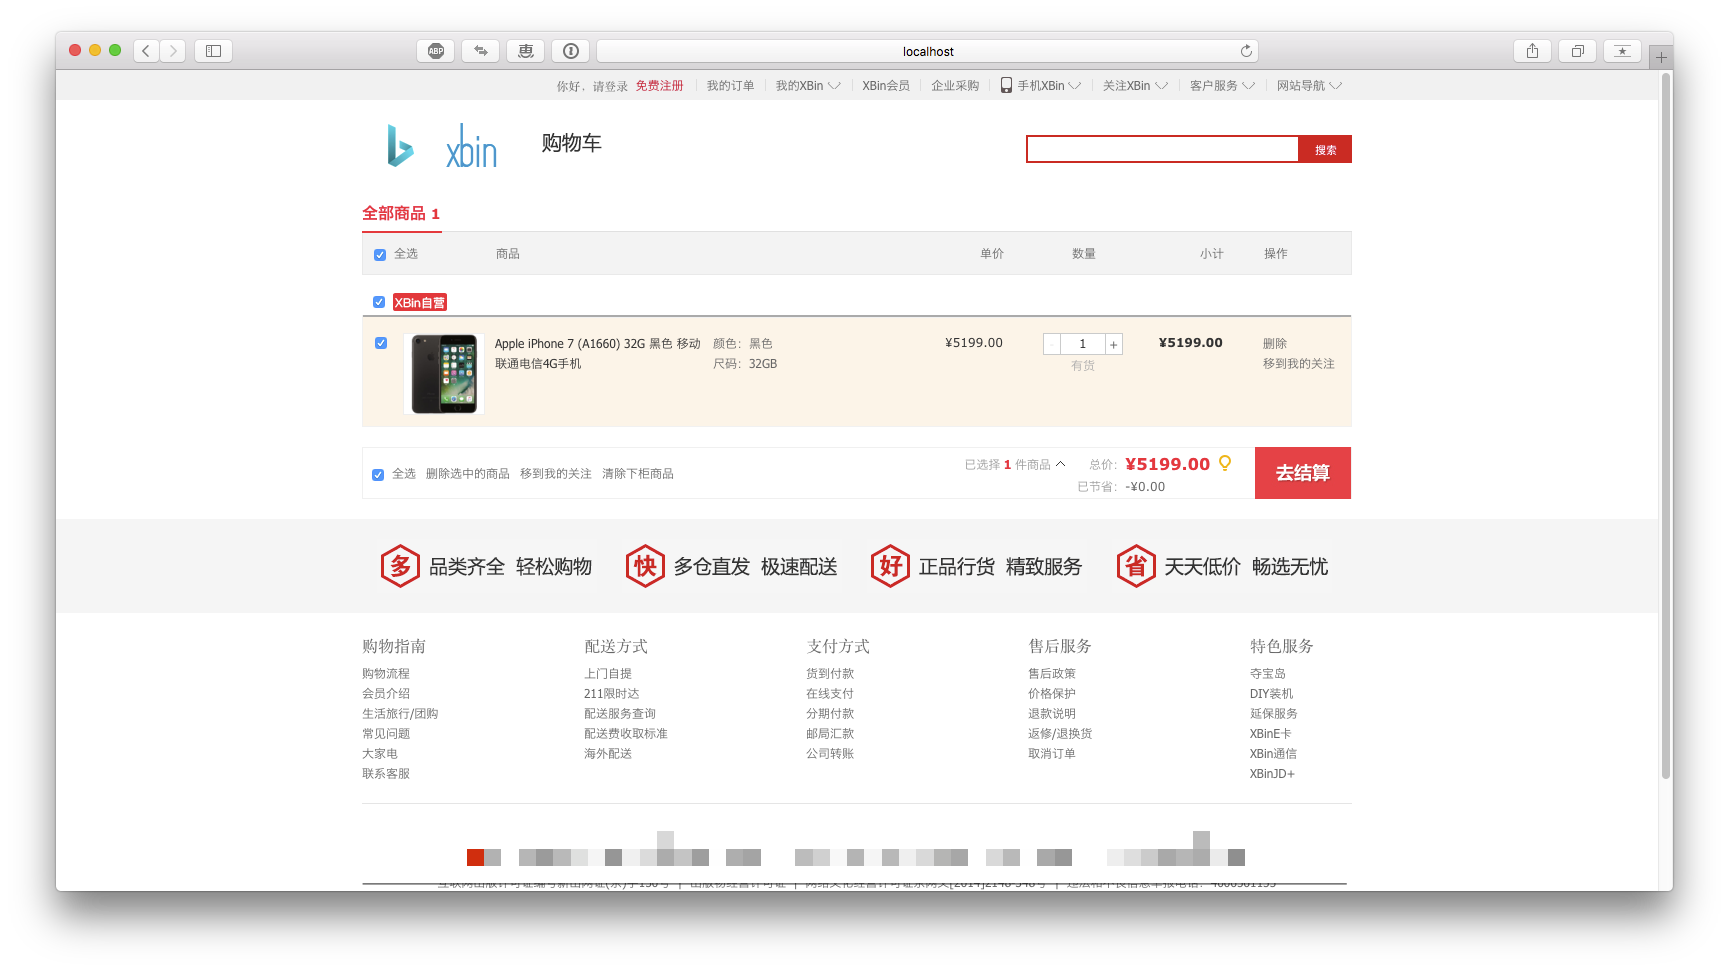 ABP
惠
localhost
你好，请登录 免费注册 我的订单 我的XBin XBin会员 企业采购 手机XBin 关注XBin 客户服务 网站导航
xbin 购物车
搜索
全部商品 1
全选 商品 单价 数量 小计 操作
XBin自营
Apple iPhone 7 (A1660) 32G 黑色 移动 颜色：黑色 ¥5199.00 - 1 + ¥5199.00 删除
联通电信4G手机 尺码：32GB 有货 移到我的关注
全选 删除选中的商品 移到我的关注 清除下柜商品 已选择 1 件商品 总价： ¥5199.00
已节省： -¥0.00
去结算
多 品类齐全 轻松购物 快 多仓直发 极速配送 好 正品行货 精致服务 省 天天低价 畅选无忧
购物指南 配送方式 支付方式 售后服务 特色服务
购物流程 上门自提 货到付款 售后政策 夺宝岛
会员介绍 211限时达 在线支付 价格保护 DIY装机
生活旅行/团购 配送服务查询 分期付款 退款说明 延保服务
常见问题 配送费收取标准 邮局汇款 返修/退换货 XBinE卡
大家电 海外配送 公司转账 取消订单 XBin通信
联系客服 XBinJD+